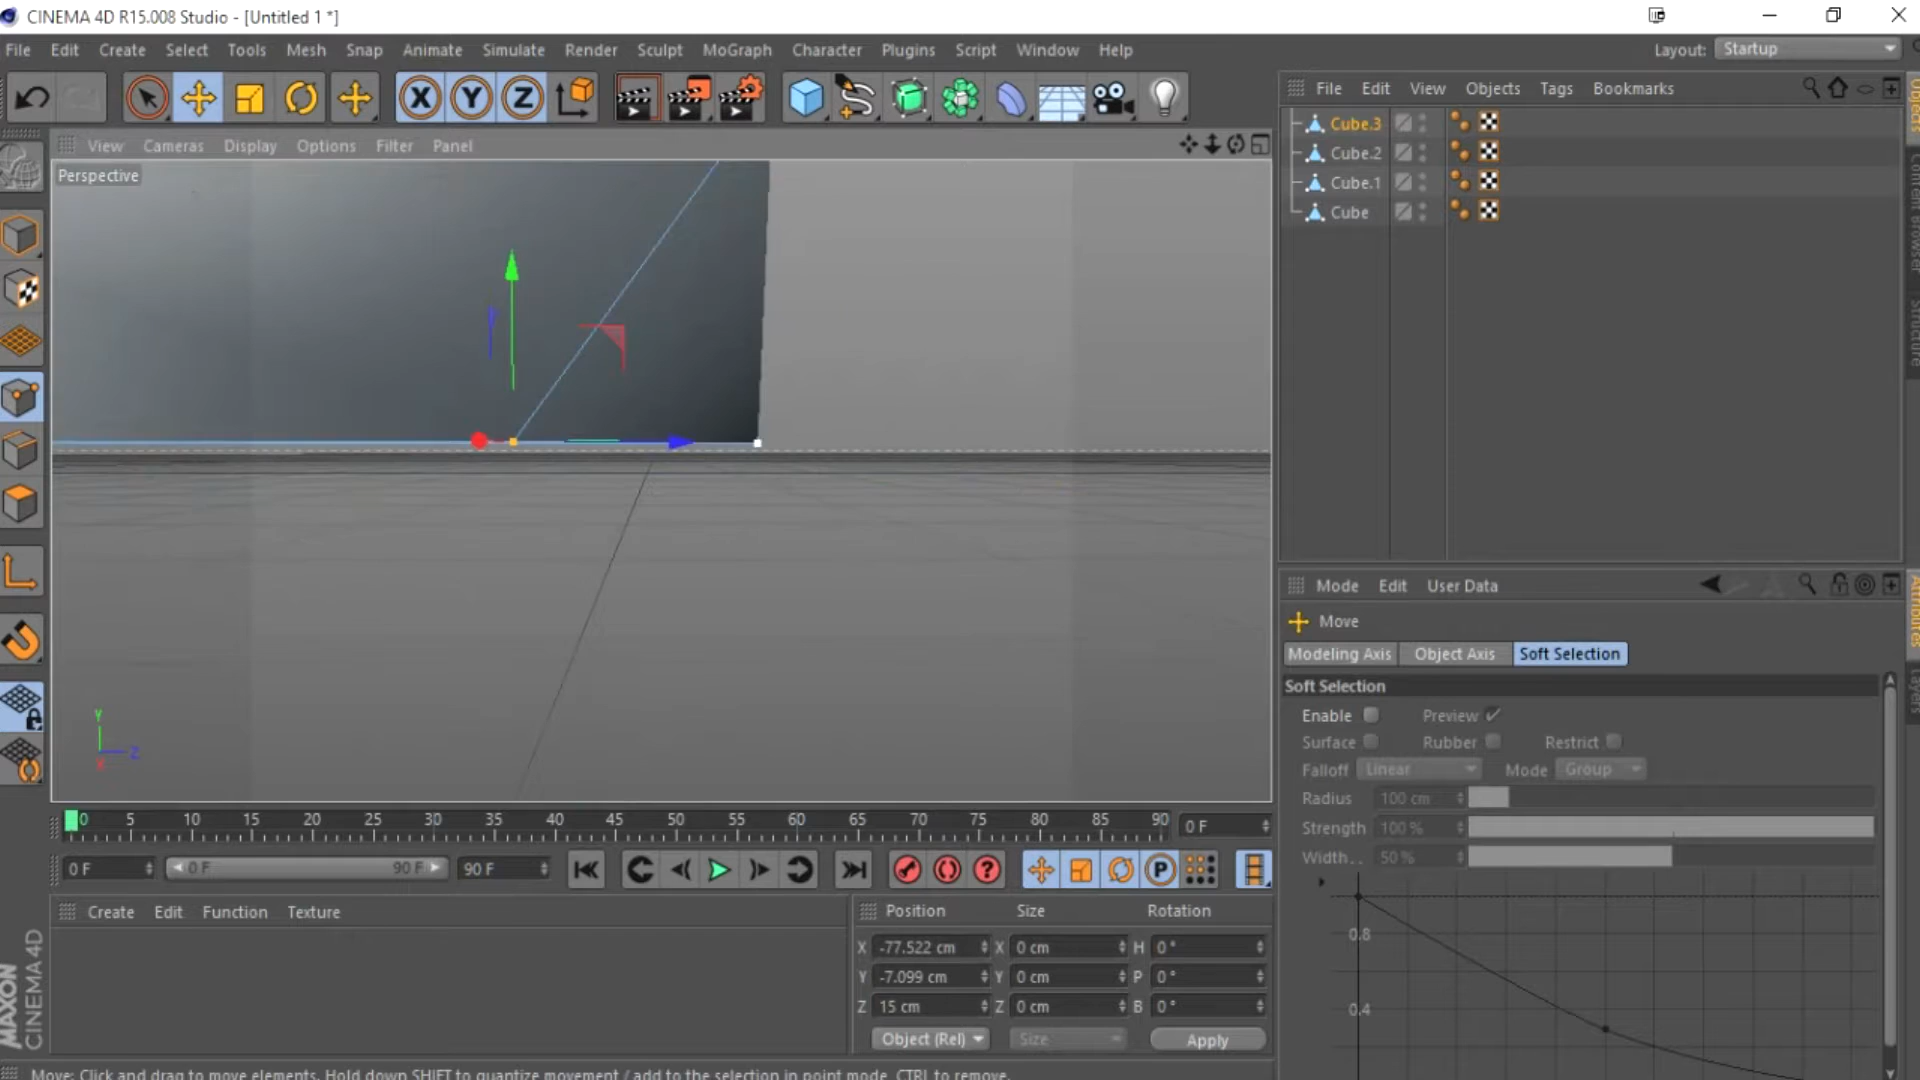 CINEMA 4D R15.008 Studio - [Untitled 1 *]
File Edit Create Select Tools Mesh Snap Animate Simulate Render Sculpt MoGraph Character Plugins Script Window Help Layout: Startup
X Y Z
File Edit View Objects Tags Bookmarks
View Cameras Display Options Filter Panel
Perspective
Cube.3
Cube.2
Cube.1
Cube
Objects
Content Browser
Structure
Mode Edit User Data
Move
Modeling Axis Object Axis Soft Selection
Soft Selection
Enable Preview
Surface Rubber Restrict
Falloff Linear Mode Group
Radius 100 cm
Strength 100 %
Width.. 50 %
0.8
0.4
Attributes
Layers
Y
Z
X
0 5 10 15 20 25 30 35 40 45 50 55 60 65 70 75 80 85 90 0 F
0 F 0 F 90 F 90 F P
Create Edit Function Texture
Position Size Rotation
X -77.522 cm X 0 cm H 0 °
Y -7.099 cm Y 0 cm P 0 °
Z 15 cm Z 0 cm B 0 °
Object (Rel) Size Apply
MAXON
CINEMA 4D
Move: Click and drag to move elements. Hold down SHIFT to quantize movement / add to the selection in point mode, CTRL to remove.